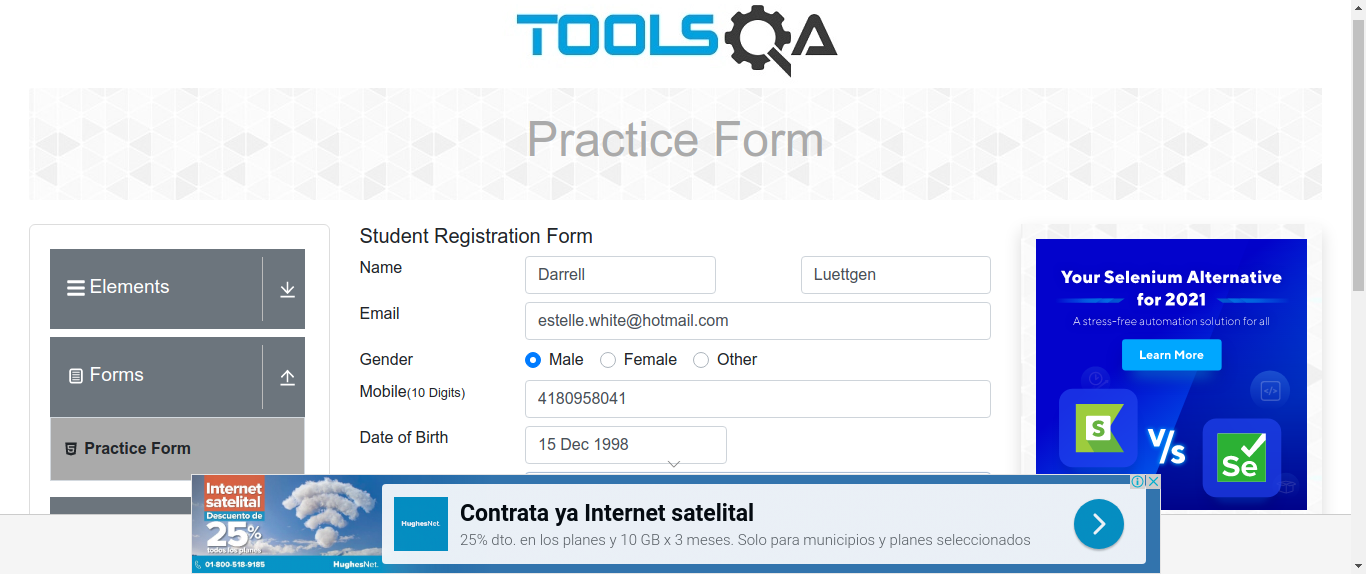 TOOLSQA
Practice Form
Elements
Forms
Practice Form
Student Registration Form
Name
Darrell
Luettgen
Email
estelle.white@hotmail.com
Gender
Male
Female
Other
Mobile(10 Digits)
4180958041
Date of Birth
15 Dec 1998
Your Selenium Alternative
for 2021
A stress-free automation solution for all
Learn More
S
V/s
Se
Internet
satelital
Descuento de
25%
todos los planes
01-800-518-9185
HughesNet.
HughesNet.
Contrata ya Internet satelital
25% dto. en los planes y 10 GB x 3 meses. Solo para municipios y planes seleccionados